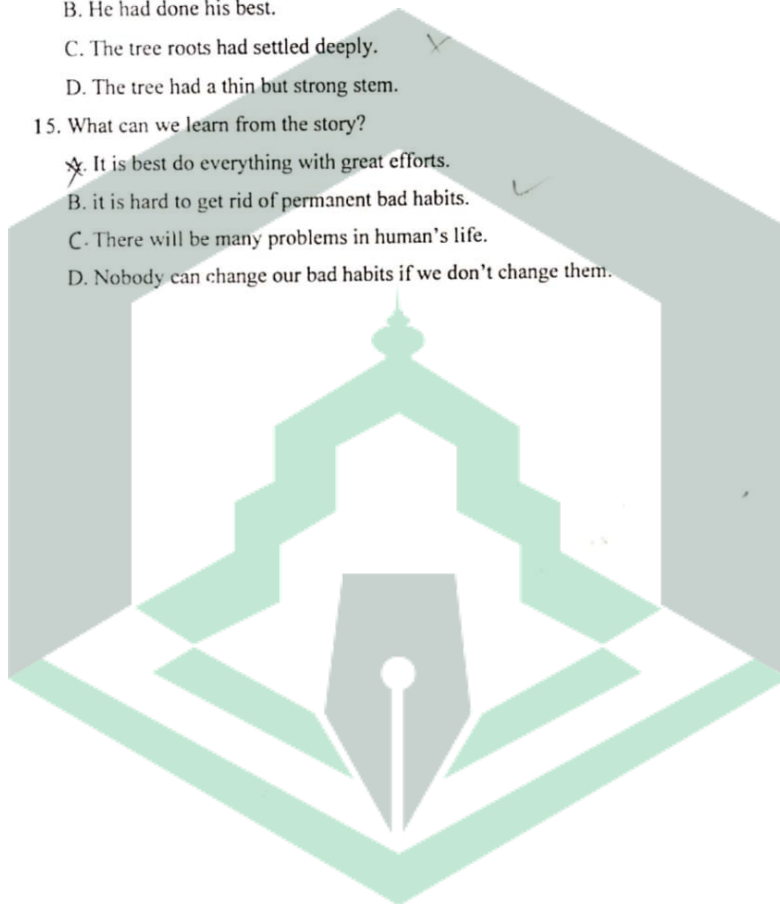 B. He had done his best.
C. The tree roots had settled deeply.
D. The tree had a thin but strong stem.
15. What can we learn from the story?
A. It is best do everything with great efforts.
B. it is hard to get rid of permanent bad habits.
C. There will be many problems in human's life.
D. Nobody can change our bad habits if we don't change them.